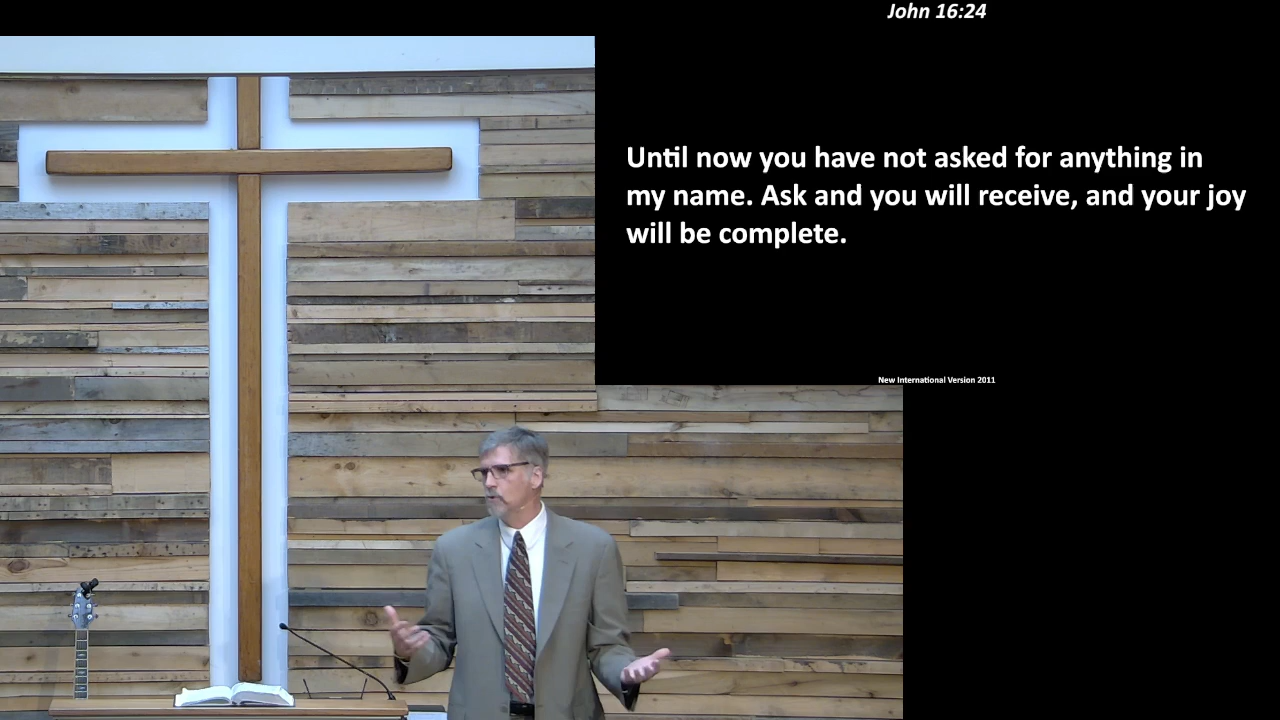 John 16:24
Until now you have not asked for anything in
my name. Ask and you will receive, and your joy
will be complete.
New International Version 2011